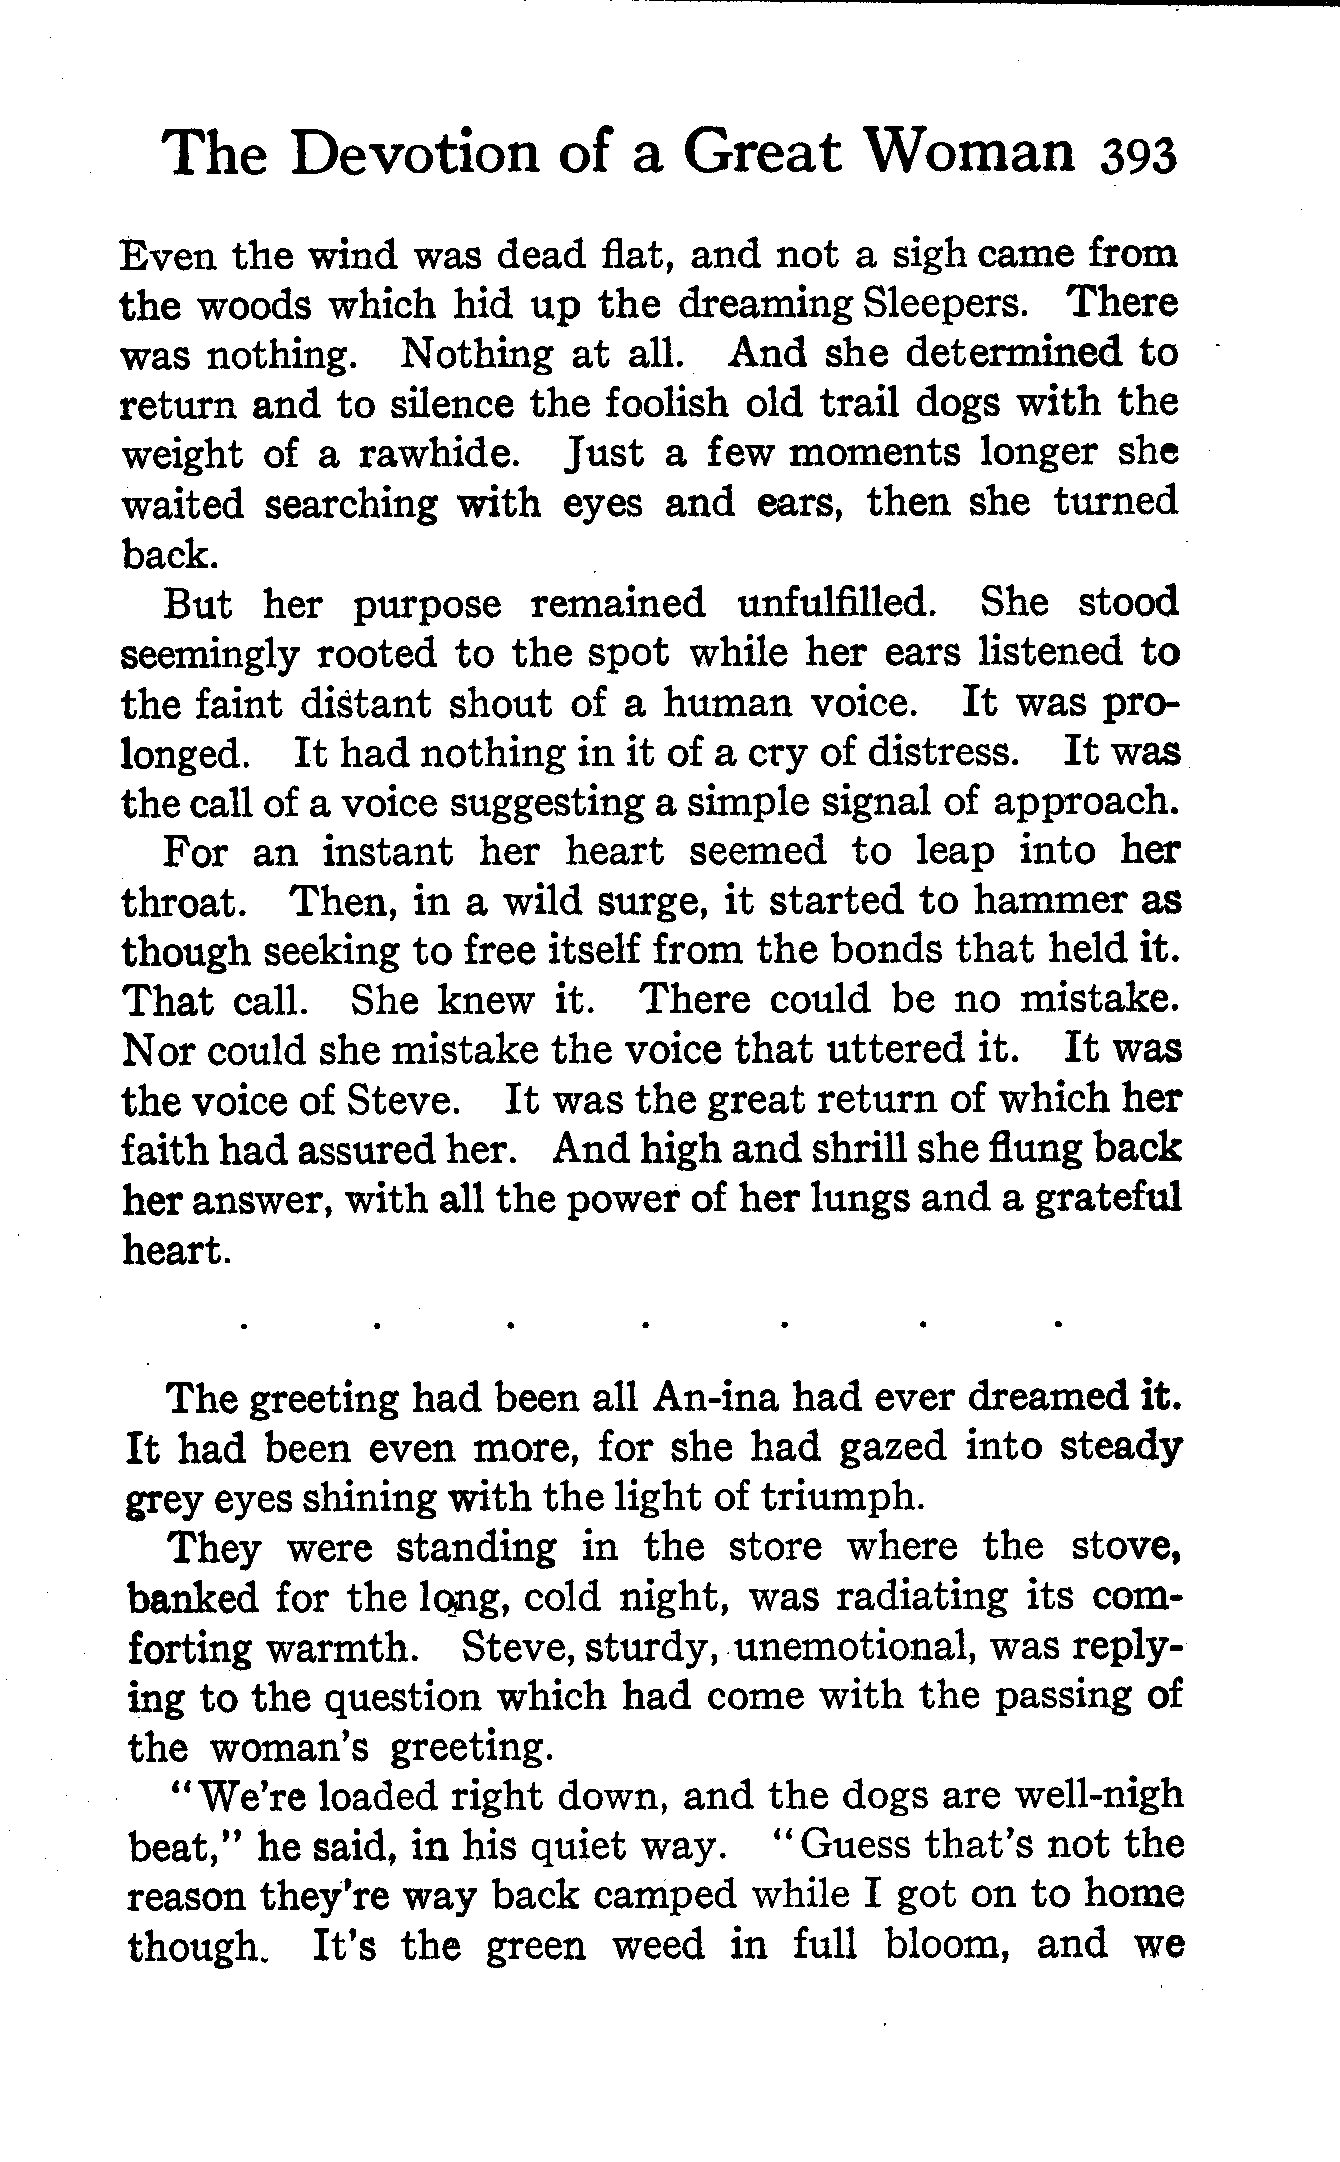 The Devotion of a Great Woman 393
Even the wind was dead flat, and not a sigh came from
the woods which hid up the dreaming Sleepers. There
was nothing. Nothing at all. And she determined to
return and to silence the foolish old trail dogs with the
weight of a rawhide. Just a few moments longer she
waited searching with eyes and ears, then she turned
back.
But her purpose remained unfulfilled. She stood
seemingly rooted to the spot while her ears listened to
the faint distant shout of a human voice. It was pro-
longed. It had nothing in it of a cry of distress. It was
the call of a voice suggesting a simple signal of approach.
For an instant her heart seemed to leap into her
throat. Then, in a wild surge, it started to hammer as
though seeking to free itself from the bonds that held it.
That call. She knew it. There could be no mistake.
Nor could she mistake the voice that uttered it. It was
the voice of Steve. It was the great return of which her
faith had assured her. And high and shrill she flung back
her answer, with all the power of her lungs and a grateful
heart.
. . . . . . .
The greeting had been all An-ina had ever dreamed it.
It had been even more, for she had gazed into steady
grey eyes shining with the light of triumph.
They were standing in the store where the stove,
banked for the long, cold night, was radiating its com-
forting warmth. Steve, sturdy, unemotional, was reply-
ing to the question which had come with the passing of
the woman's greeting.
"We're loaded right down, and the dogs are well-nigh
beat," he said, in his quiet way. "Guess that's not the
reason they're way back camped while I got on to home
though. It's the green weed in full bloom, and we